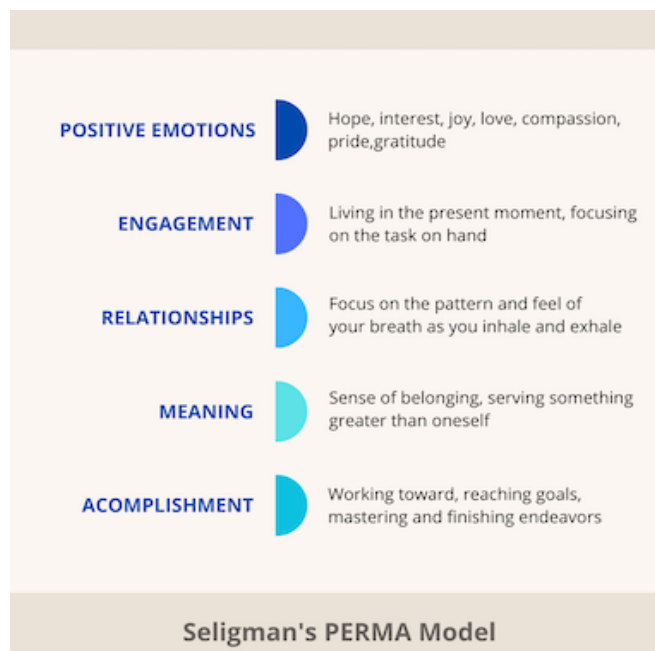 POSITIVE EMOTIONS
Hope, interest, joy, love, compassion,
pride,gratitude
ENGAGEMENT
Living in the present moment, focusing
on the task on hand
RELATIONSHIPS
Focus on the pattern and feel of
your breath as you inhale and exhale
MEANING
Sense of belonging, serving something
greater than oneself
ACOMPLISHMENT
Working toward, reaching goals,
mastering and finishing endeavors
Seligman's PERMA Model